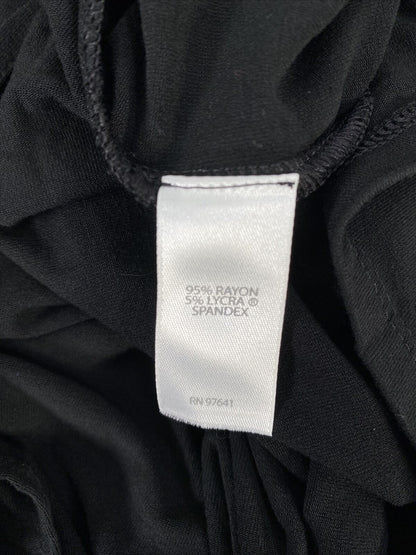 95% RAYON
5% LYCRA ®
SPANDEX
RN 97641